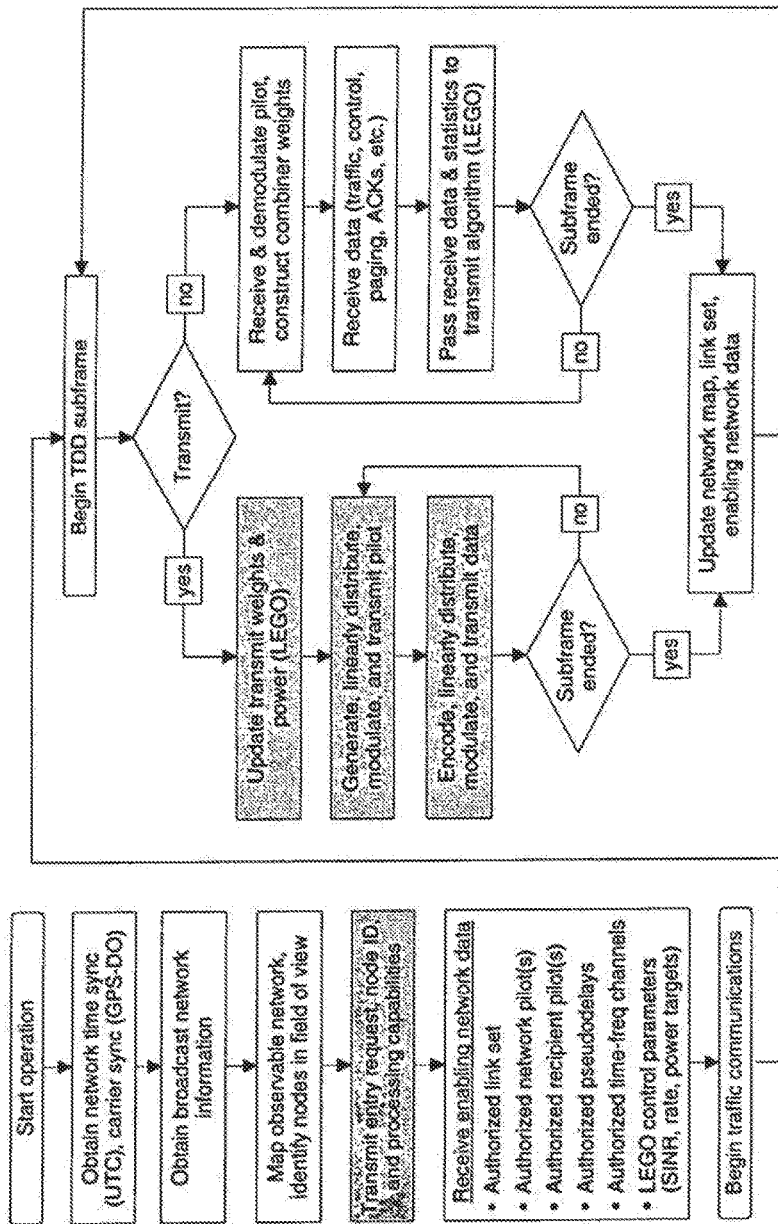 Start operation
Obtain network time sync
(UTC), carrier sync (GPS-DO)
Obtain broadcast network
information
Map observable network,
identify nodes in field of view
Transmit entry request, node ID,
and processing capabilities
Receive enabling network data
• Authorized link set
• Authorized network pilot(s)
• Authorized recipient pilot(s)
• Authorized pseudodelays
• Authorized time-freq channels
• LEGO control parameters
(SINR, rate, power targets)
Begin traffic communications
Begin TDD subframe
Transmit?
yes
no
Update transmit weights &
power (LEGO)
Generate, linearly distribute,
modulate, and transmit pilot
Encode, linearly distribute,
modulate, and transmit data
Subframe
ended?
no
yes
Receive & demodulate pilot,
construct combiner weights
Receive data (traffic, control,
paging, ACKs, etc.)
Pass receive data & statistics to
transmit algorithm (LEGO)
Subframe
ended?
no
yes
Update network map, link set,
enabling network data